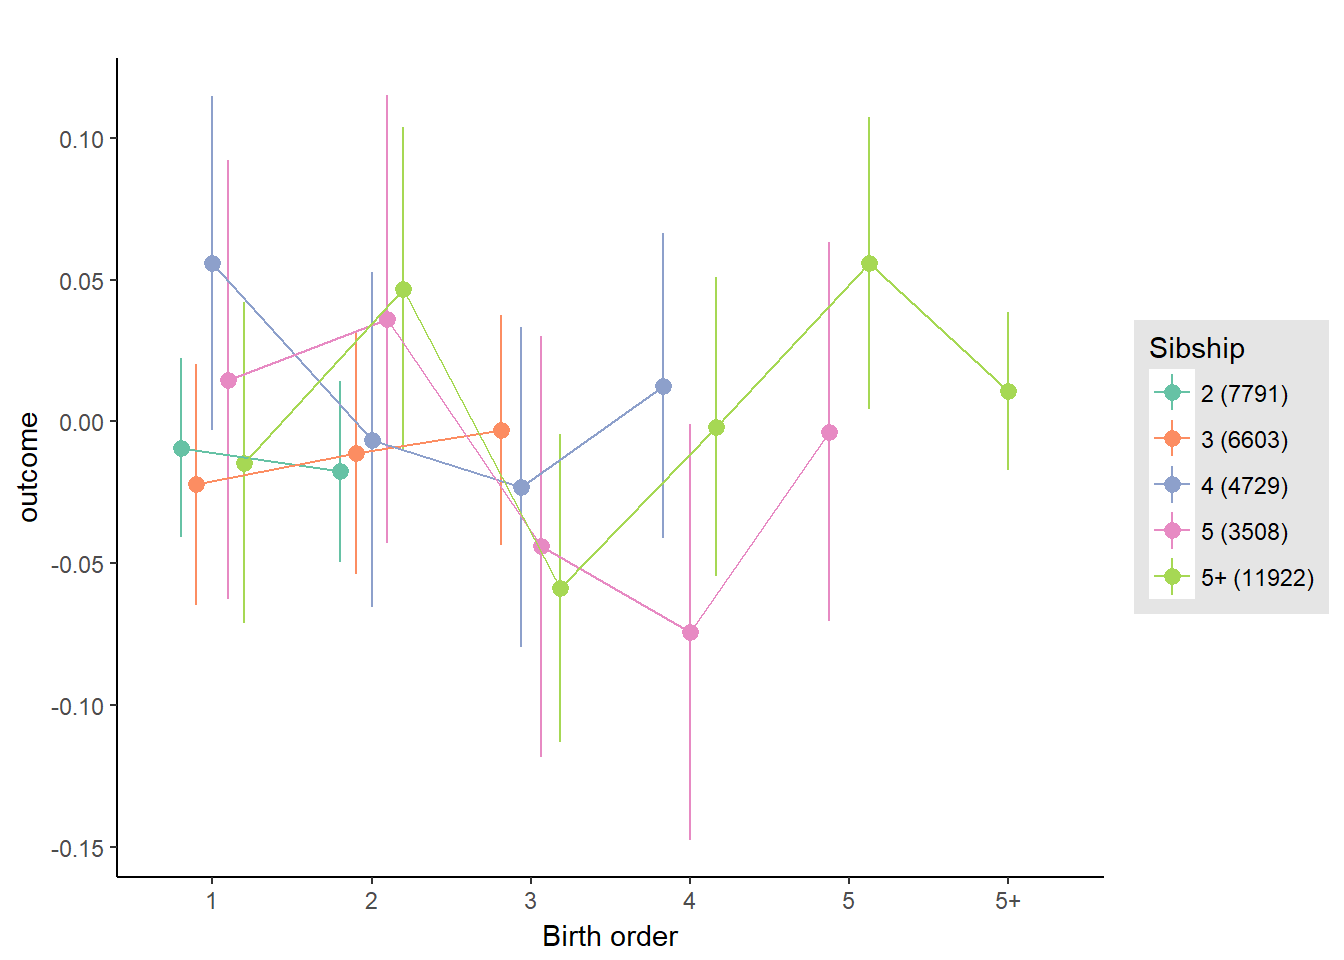 0.10
0.05
0.00
-0.05
-0.10
-0.15
outcome
1 2 3 4 5 5+
Birth order
Sibship
2 (7791)
3 (6603)
4 (4729)
5 (3508)
5+ (11922)